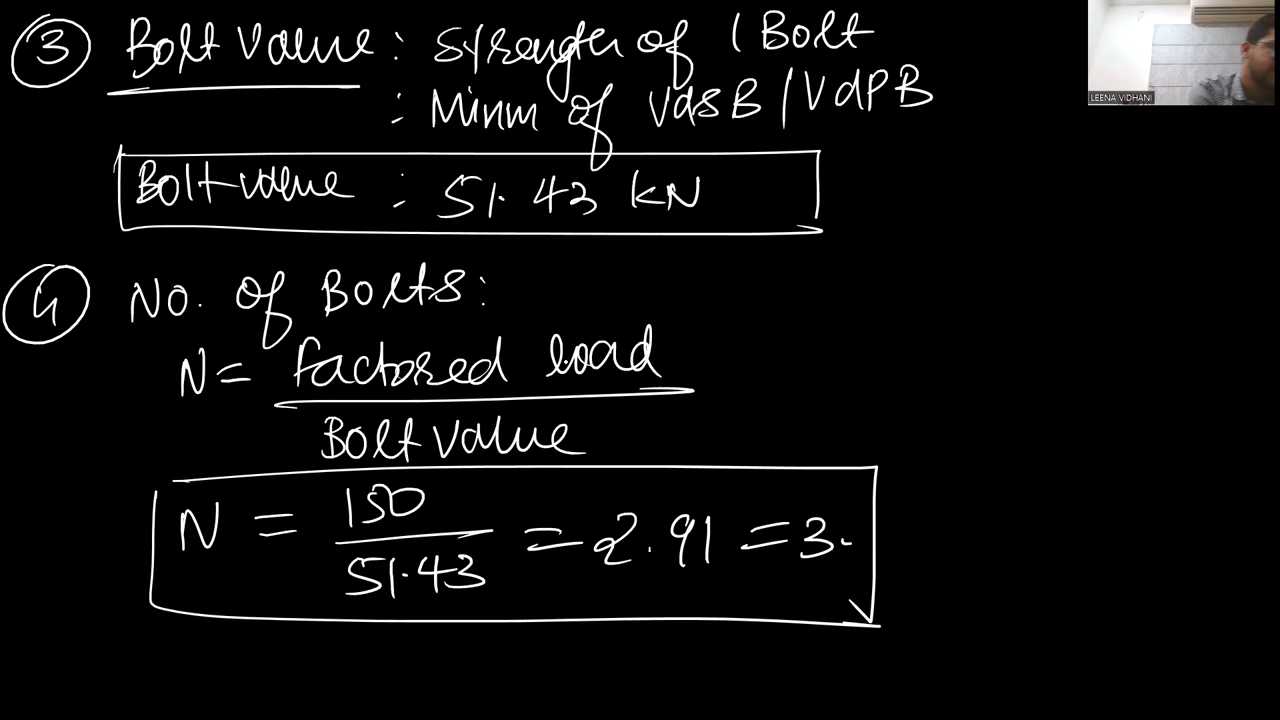 ③ Bolt Value : Strength of 1 Bolt
: Minm of VdsB / VdPB
Bolt value : 51.43 kN
④ No. of Bolts :
N = factored load
Bolt value
N = 150
51.43
= 2.91 = 3.
LEENA VIDHANI